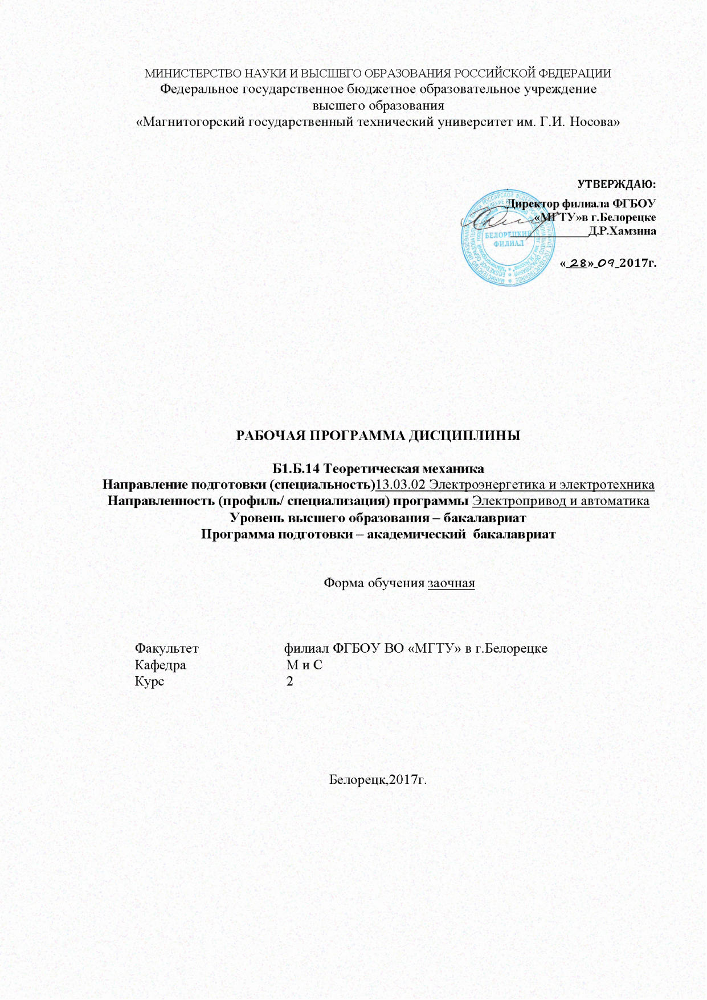 МИНИСТЕРСТВО НАУКИ И ВЫСШЕГО ОБРАЗОВАНИЯ РОССИЙСКОЙ ФЕДЕРАЦИИ
Федеральное государственное бюджетное образовательное учреждение
высшего образования
«Магнитогорский государственный технический университет им. Г.И. Носова»
УТВЕРЖДАЮ:
Директор филиала ФГБОУ
«МГТУ»в г.Белорецке
Д.Р.Хамзина
БЕЛОРЕЦКИЙ
ФИЛИАЛ
«_28_»_09_2017г.
РАБОЧАЯ ПРОГРАММА ДИСЦИПЛИНЫ
Б1.Б.14 Теоретическая механика
Направление подготовки (специальность)13.03.02 Электроэнергетика и электротехника
Направленность (профиль/ специализация) программы Электропривод и автоматика
Уровень высшего образования – бакалавриат
Программа подготовки – академический  бакалавриат
Форма обучения заочная
Факультет филиал ФГБОУ ВО «МГТУ» в г.Белорецке
Кафедра М и С
Курс 2
Белорецк,2017г.